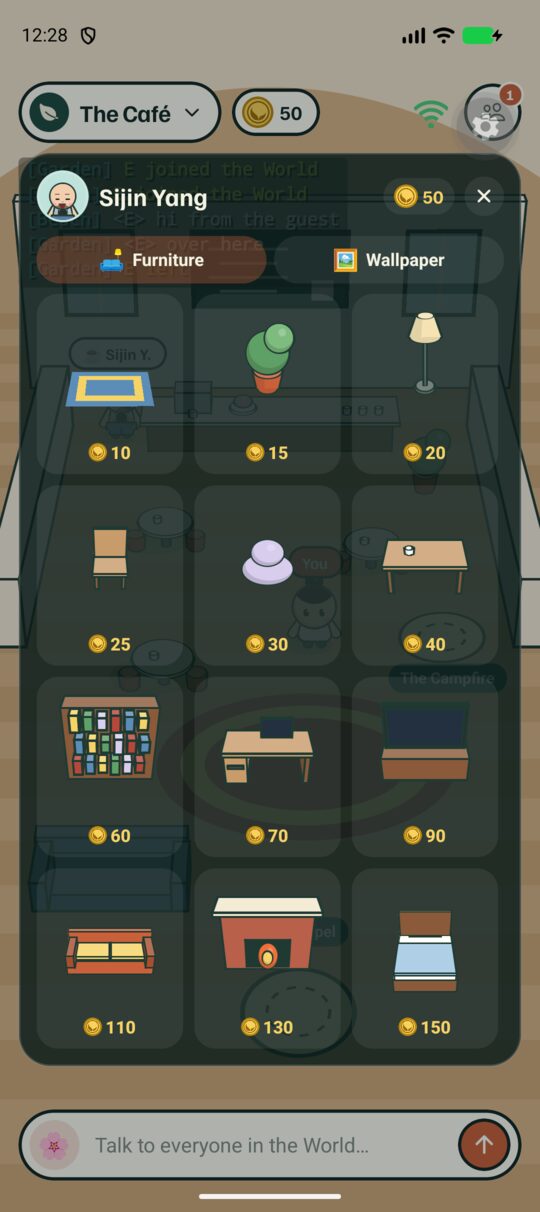 12:28
The Café
50
1
[Garden] E joined the World
the World
<E> hi from the guest
[Garden] <E> over here
[Garden] E left
Sijin Yang
50
Furniture
Wallpaper
Sijin Y.
10
15
20
You
25
30
40
The Campfire
60
70
90
pel
110
130
150
Talk to everyone in the World…